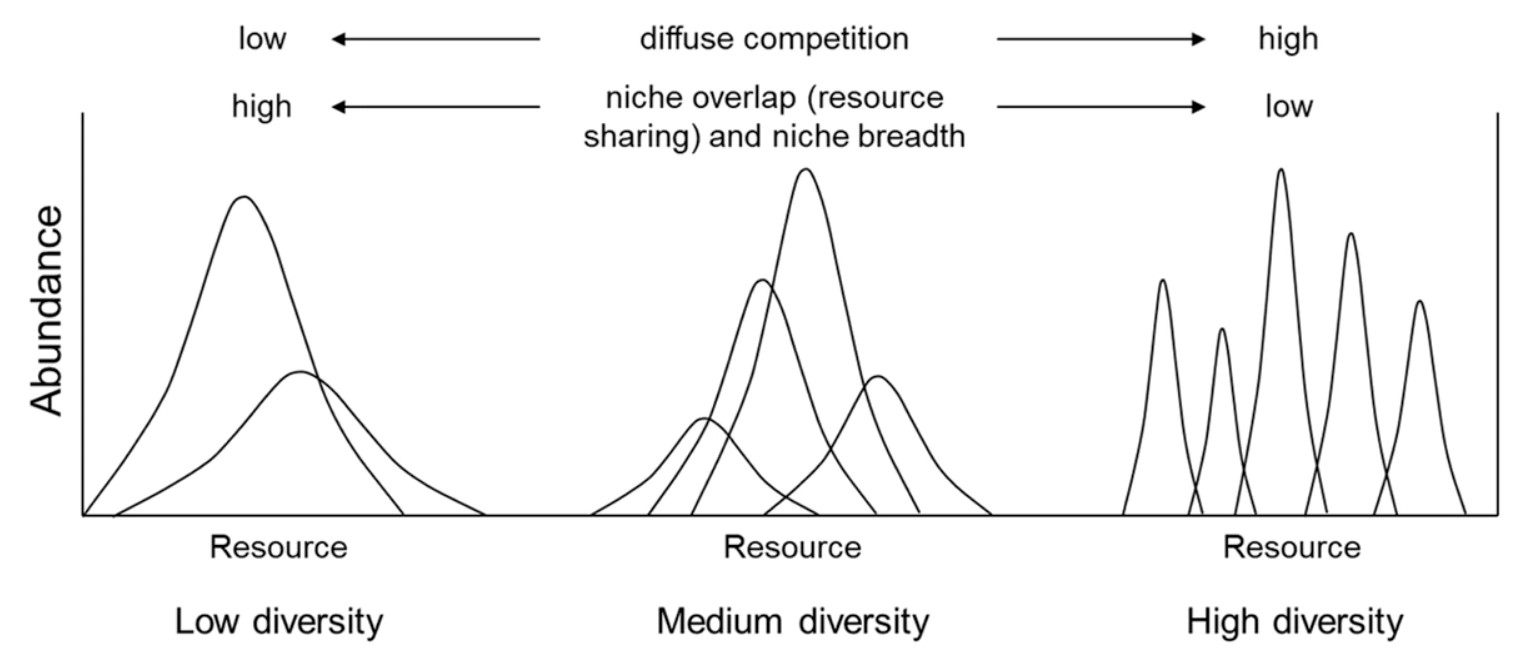 low
diffuse competition
high
high
niche overlap (resource
sharing) and niche breadth
low
Abundance
Resource
Resource
Resource
Low diversity
Medium diversity
High diversity